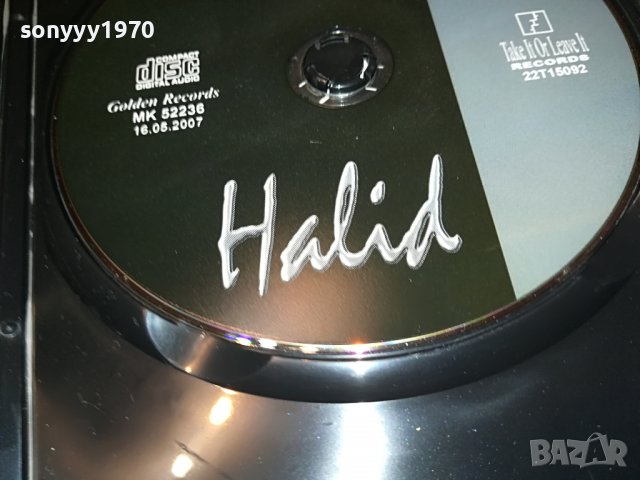 sonyyy1970
COMPACT
disc
DIGITAL AUDIO
Golden Records
MK 52236
16.05.2007
Take It Or Leave It
RECORDS
22T15092
Halid
BAZAR